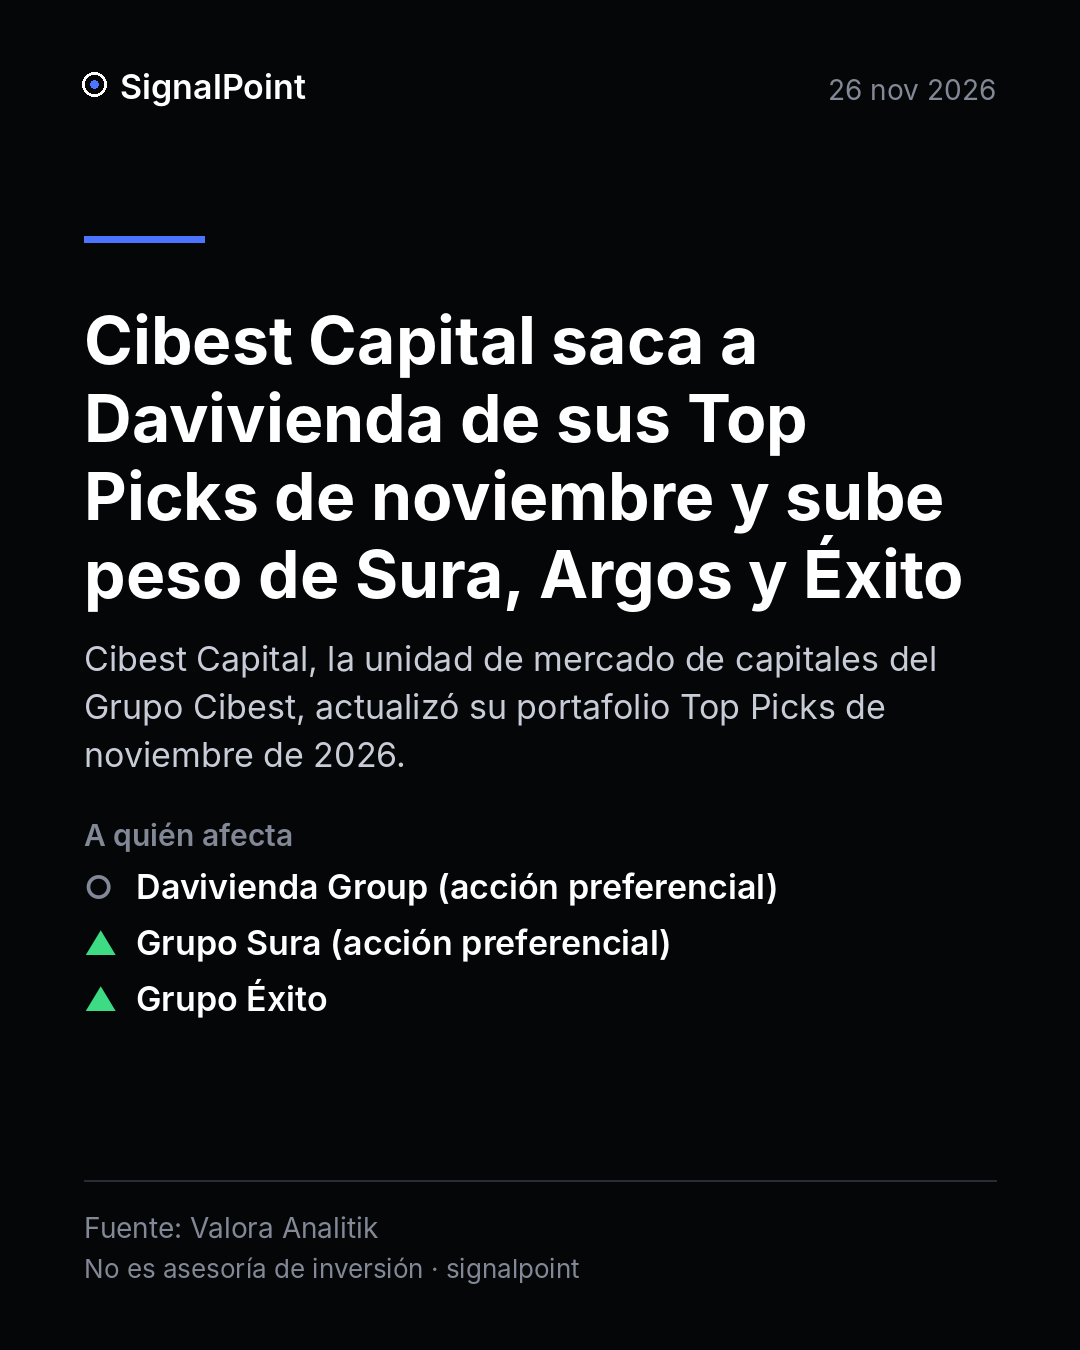 SignalPoint
26 nov 2026
Cibest Capital saca a
Davivienda de sus Top
Picks de noviembre y sube
peso de Sura, Argos y Éxito
Cibest Capital, la unidad de mercado de capitales del
Grupo Cibest, actualizó su portafolio Top Picks de
noviembre de 2026.
A quién afecta
Davivienda Group (acción preferencial)
Grupo Sura (acción preferencial)
Grupo Éxito
Fuente: Valora Analitik
No es asesoría de inversión · signalpoint